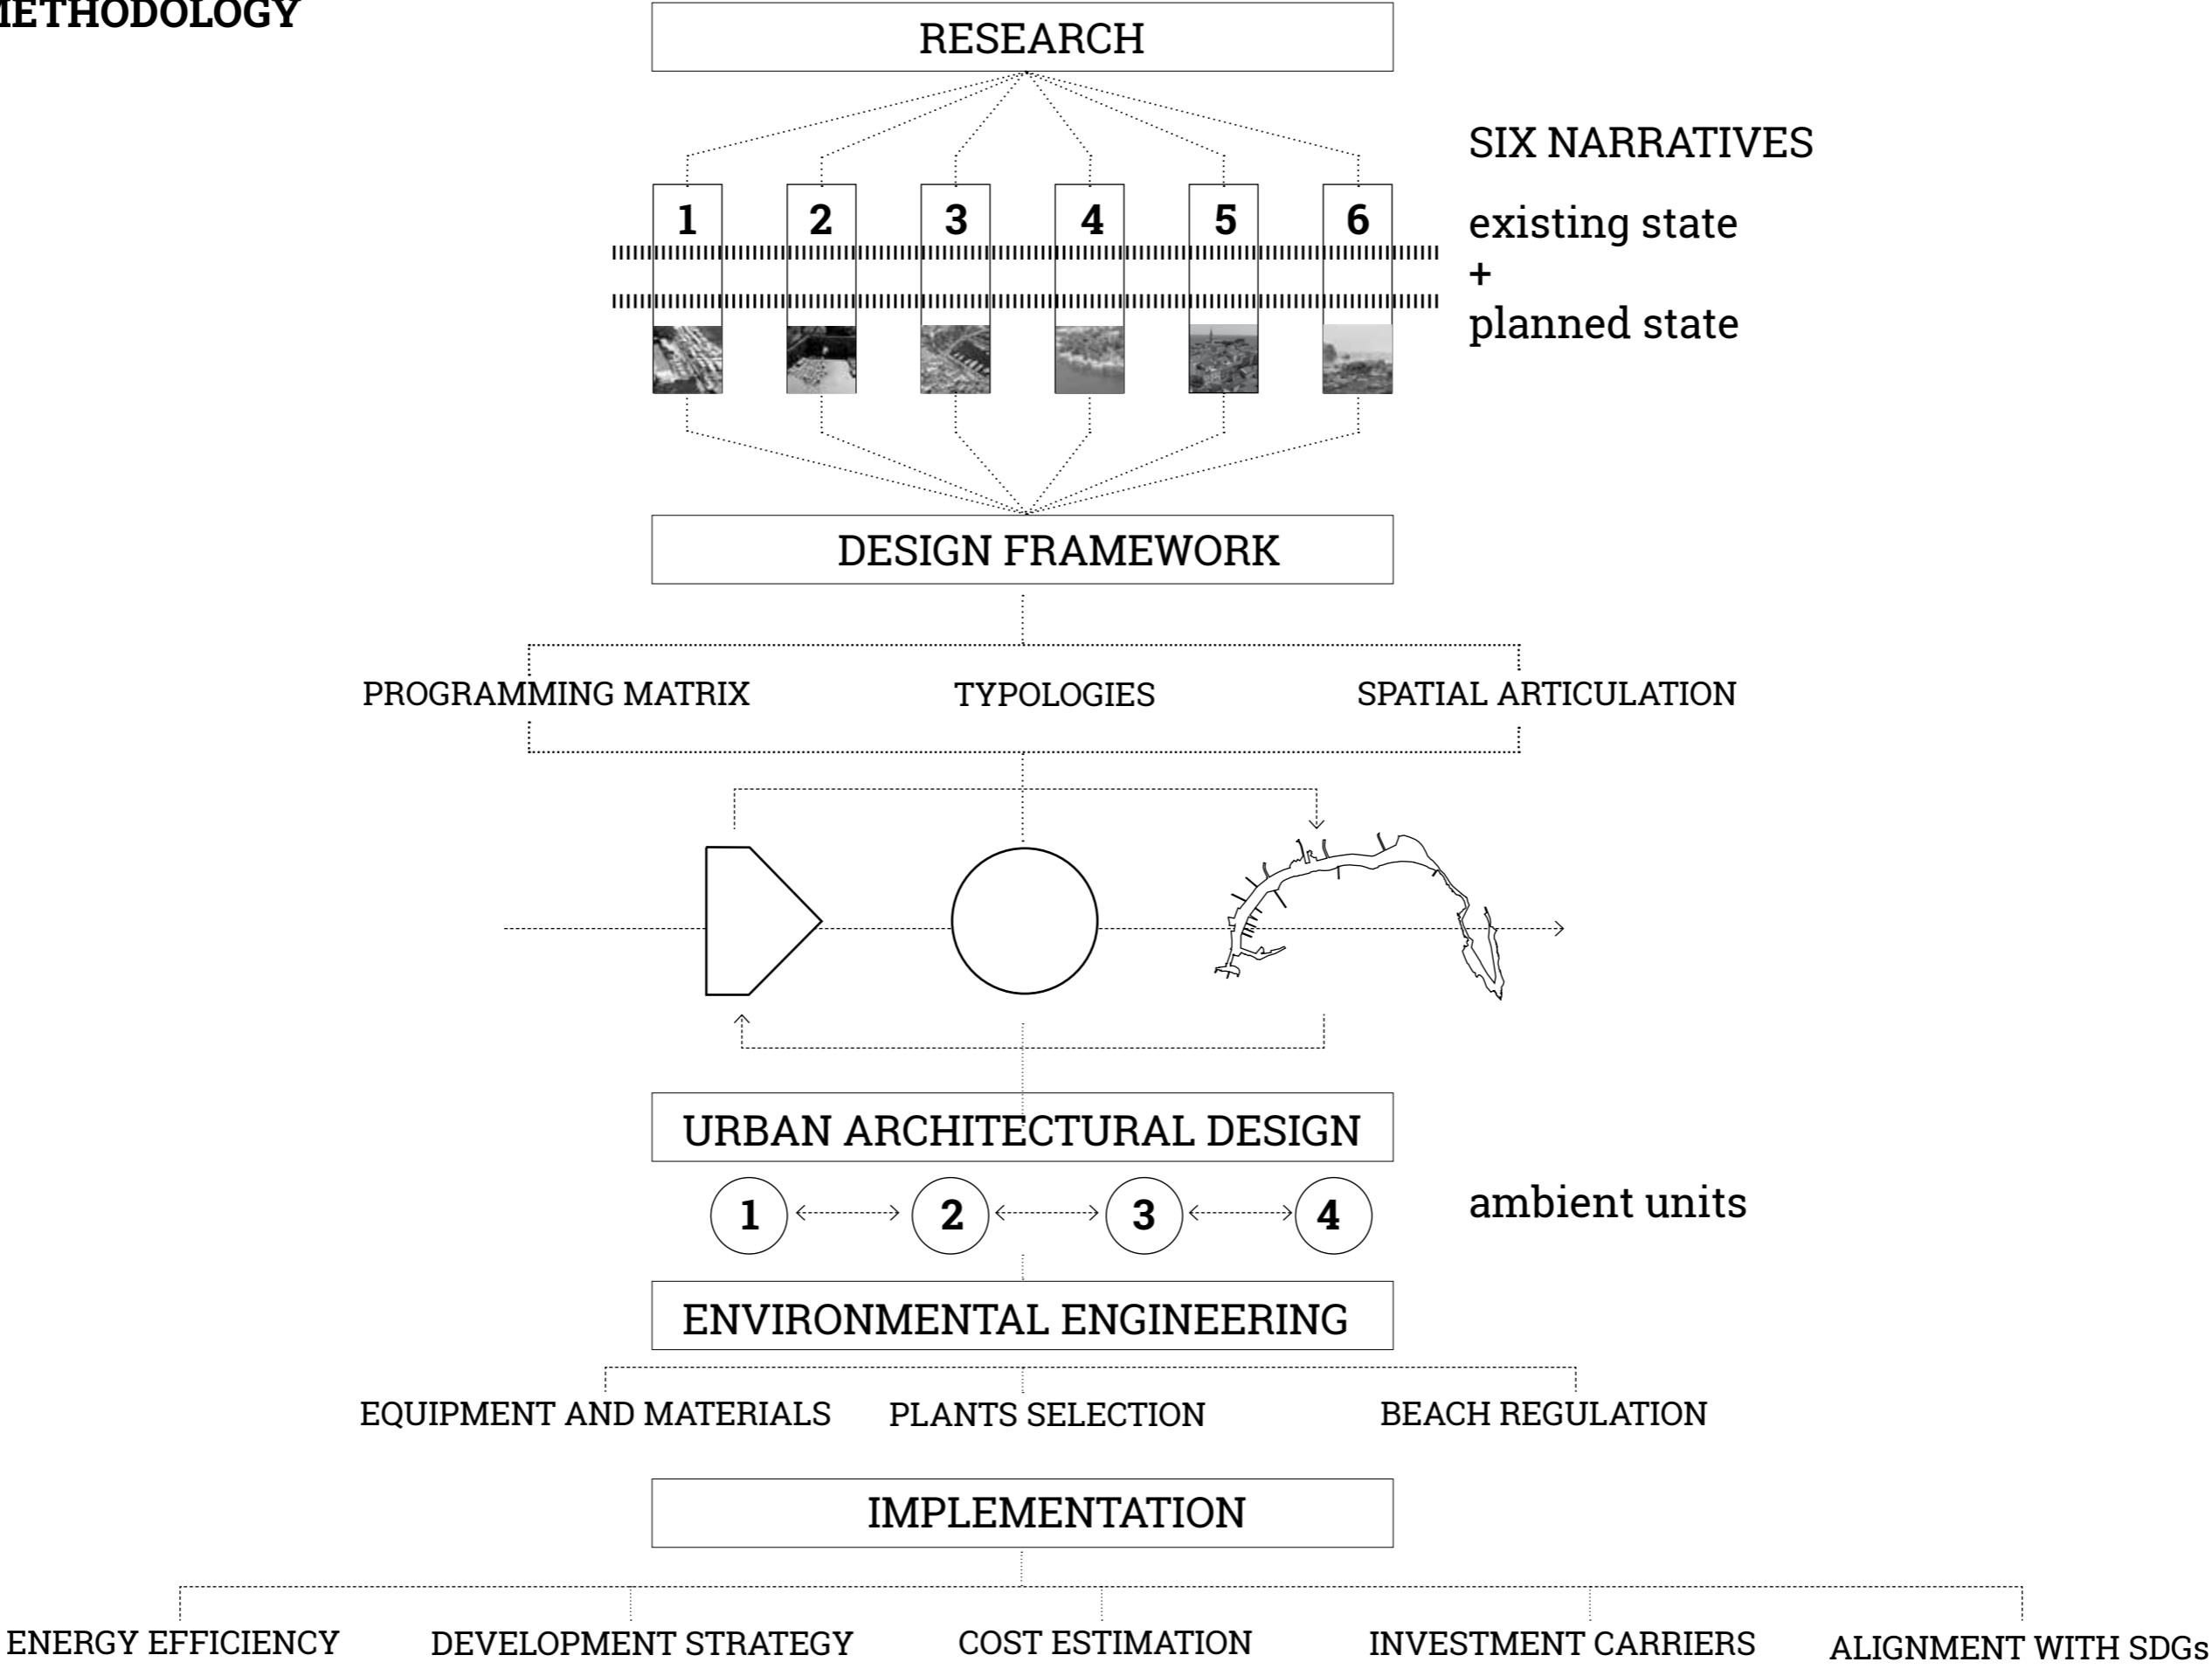 METHODOLOGY
RESEARCH
SIX NARRATIVES
1 2 3 4 5 6
existing state
+
planned state
DESIGN FRAMEWORK
PROGRAMMING MATRIX
TYPOLOGIES
SPATIAL ARTICULATION
URBAN ARCHITECTURAL DESIGN
1 2 3 4
ambient units
ENVIRONMENTAL ENGINEERING
EQUIPMENT AND MATERIALS
PLANTS SELECTION
BEACH REGULATION
IMPLEMENTATION
ENERGY EFFICIENCY
DEVELOPMENT STRATEGY
COST ESTIMATION
INVESTMENT CARRIERS
ALIGNMENT WITH SDGs